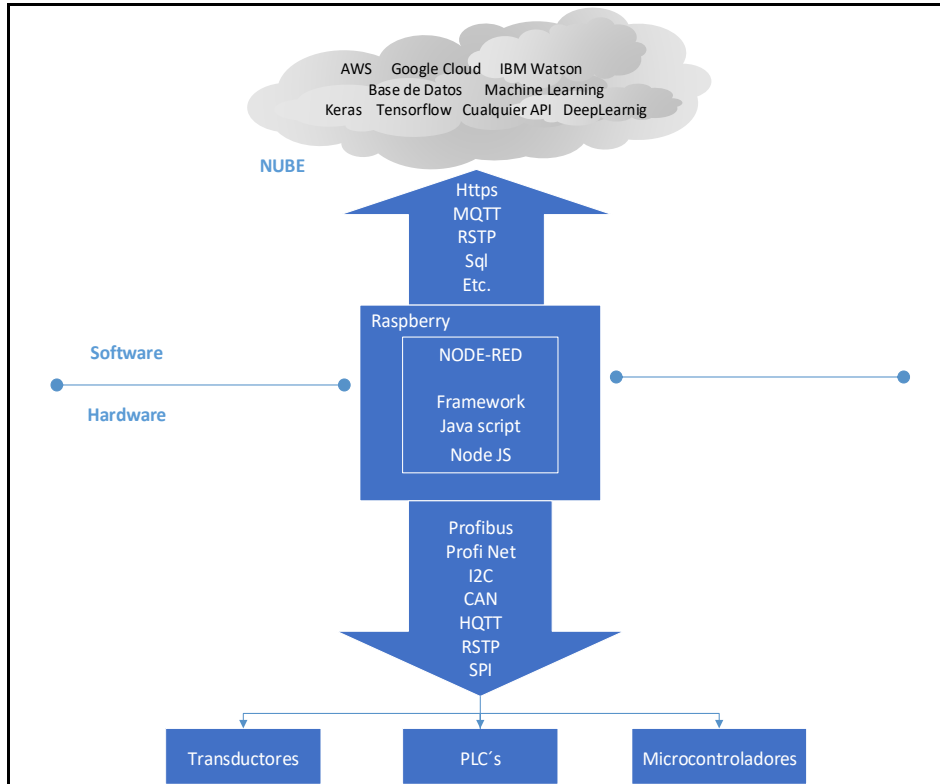 AWS Google Cloud IBM Watson
Base de Datos Machine Learning
Keras Tensorflow Cualquier API DeepLearnig
NUBE
Https
MQTT
RSTP
Sql
Etc.
Raspberry
NODE-RED
Software
Hardware
Framework
Java script
Node JS
Profibus
Profi Net
I2C
CAN
HQTT
RSTP
SPI
Transductores PLC´s Microcontroladores